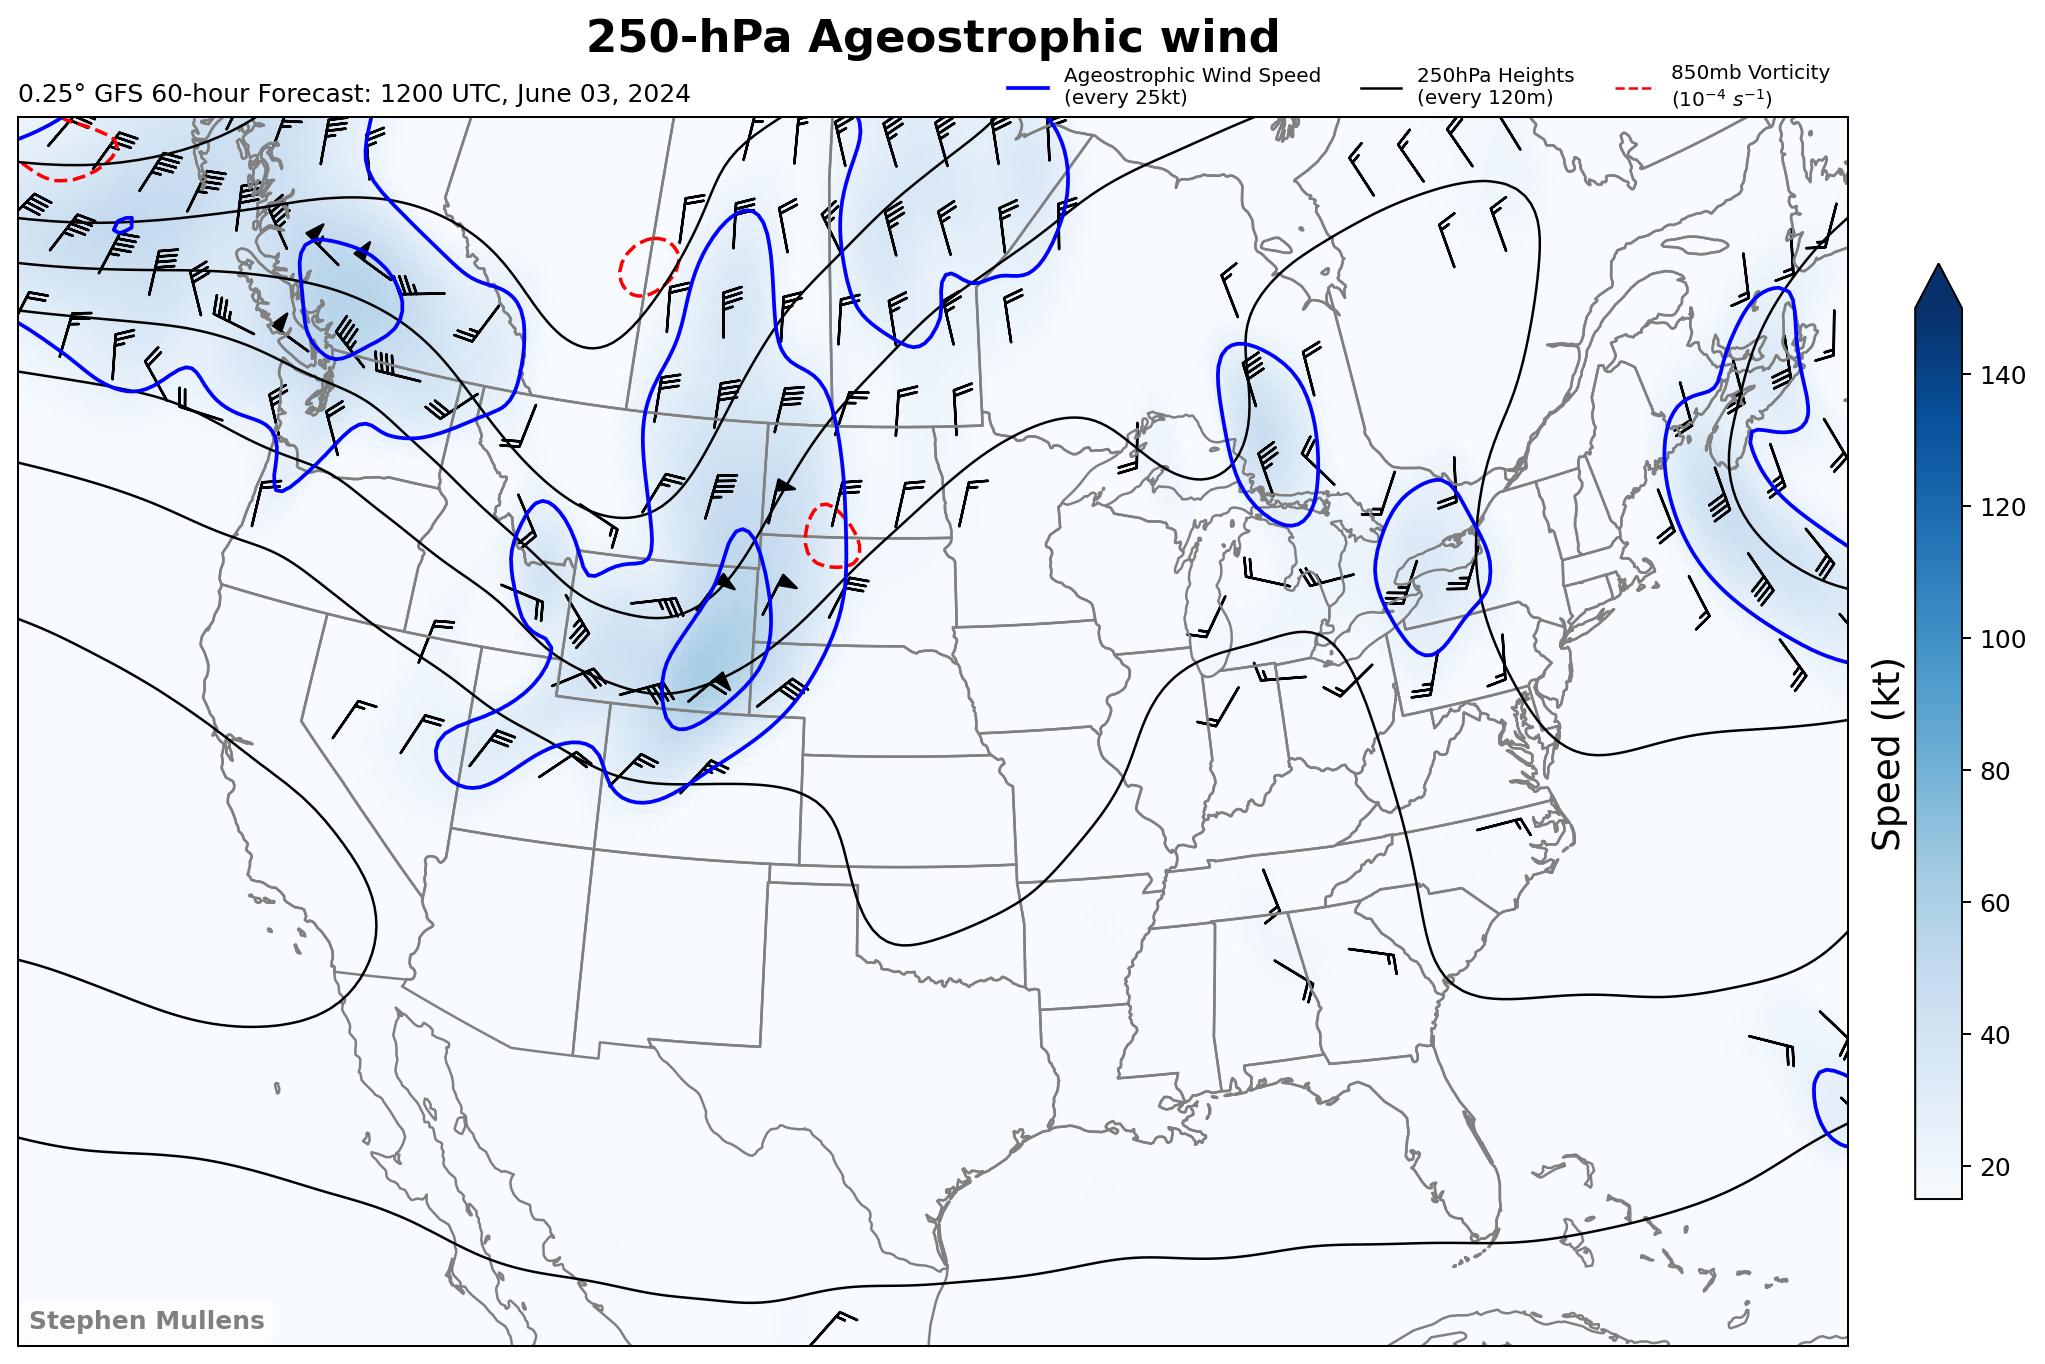 250-hPa Ageostrophic wind
0.25° GFS 60-hour Forecast: 1200 UTC, June 03, 2024
Ageostrophic Wind Speed
(every 25kt)
250hPa Heights
(every 120m)
850mb Vorticity
(10⁻⁴ s⁻¹)
140
120
100
80
60
40
20
Speed (kt)
Stephen Mullens